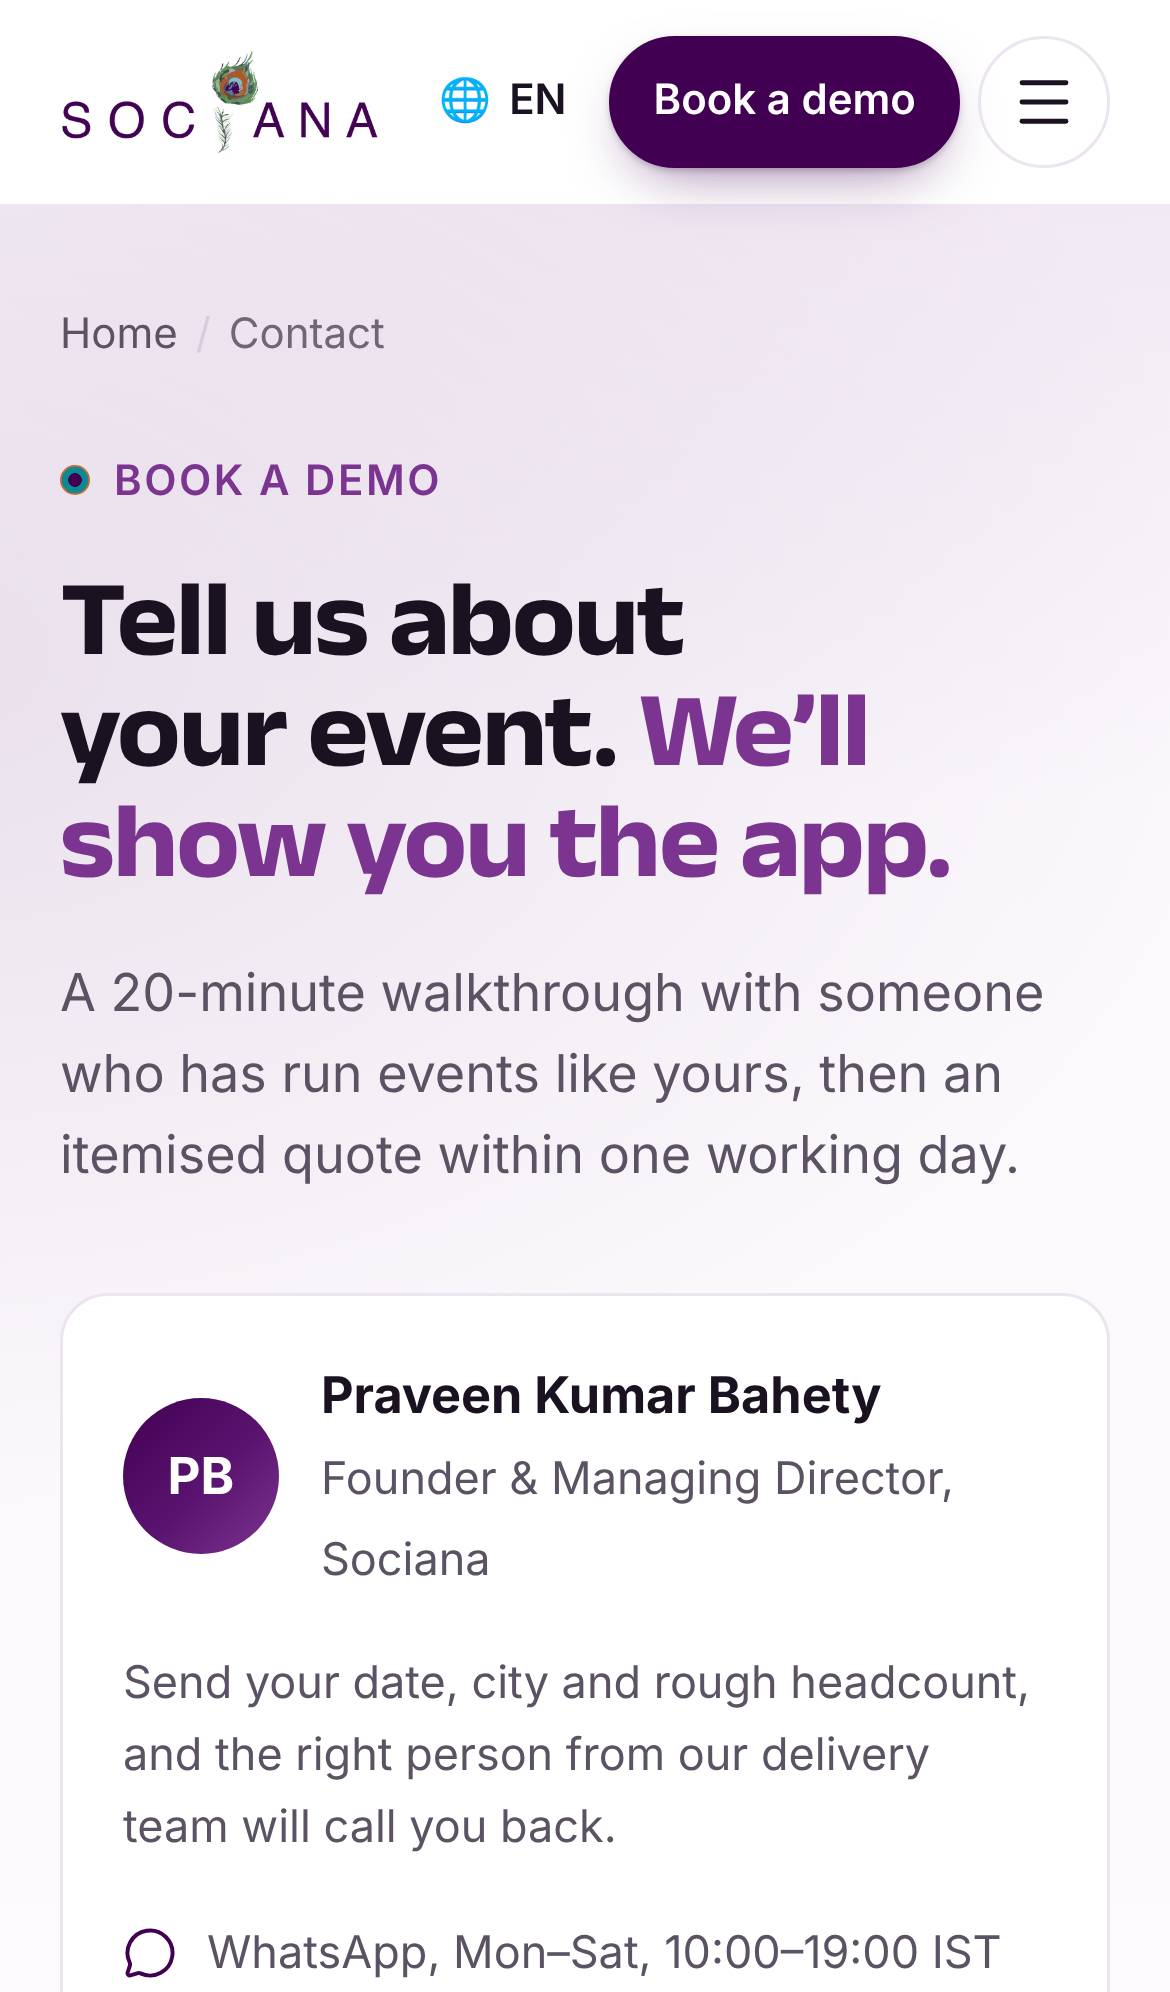 SOCIANA
🌐 EN
Book a demo
Home / Contact
BOOK A DEMO
Tell us about
your event. We’ll
show you the app.
A 20-minute walkthrough with someone
who has run events like yours, then an
itemised quote within one working day.
PB
Praveen Kumar Bahety
Founder & Managing Director,
Sociana
Send your date, city and rough headcount,
and the right person from our delivery
team will call you back.
WhatsApp, Mon–Sat, 10:00–19:00 IST